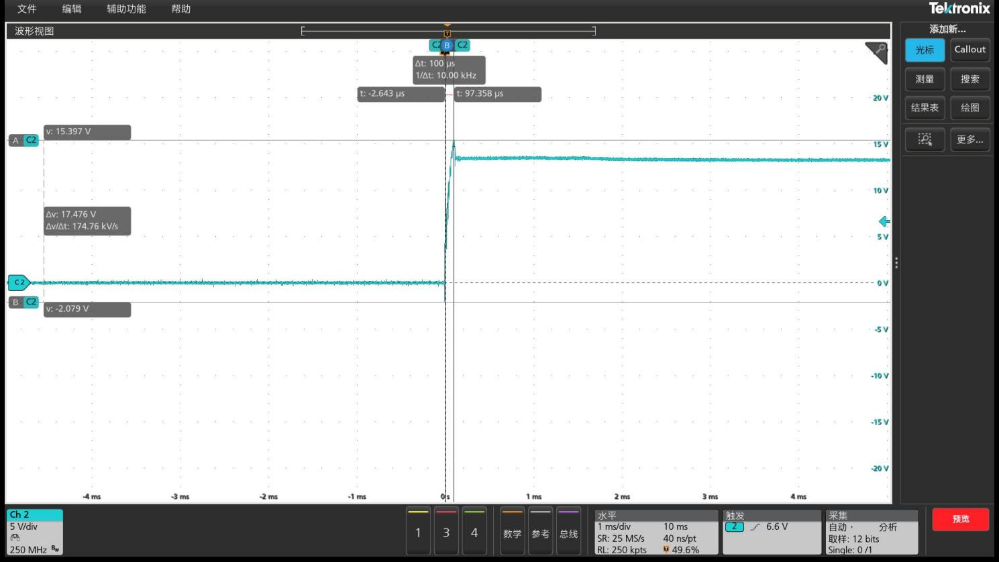 文件 编辑 辅助功能 帮助
Tektronix
波形视图
添加新...
光标 Callout
测量 搜索
结果表 绘图
更多...
C2 B C2
Δt: 100 μs
1/Δt: 10.00 kHz
t: -2.643 μs t: 97.358 μs
v: 15.397 V
A C2
Δv: 17.476 V
Δv/Δt: 174.76 kV/s
C 2
B C2
v: -2.079 V
20 V
15 V
10 V
5 V
0 V
-5 V
-10 V
-15 V
-20 V
-4 ms -3 ms -2 ms -1 ms 0 s 1 ms 2 ms 3 ms 4 ms
Ch 2
5 V/div
250 MHz Bw
1 3 4 数学 参考 总线
水平
1 ms/div 10 ms
SR: 25 MS/s 40 ns/pt
RL: 250 kpts 49.6%
触发
2 6.6 V
采集
自动, 分析
取样: 12 bits
Single: 0 /1
预览